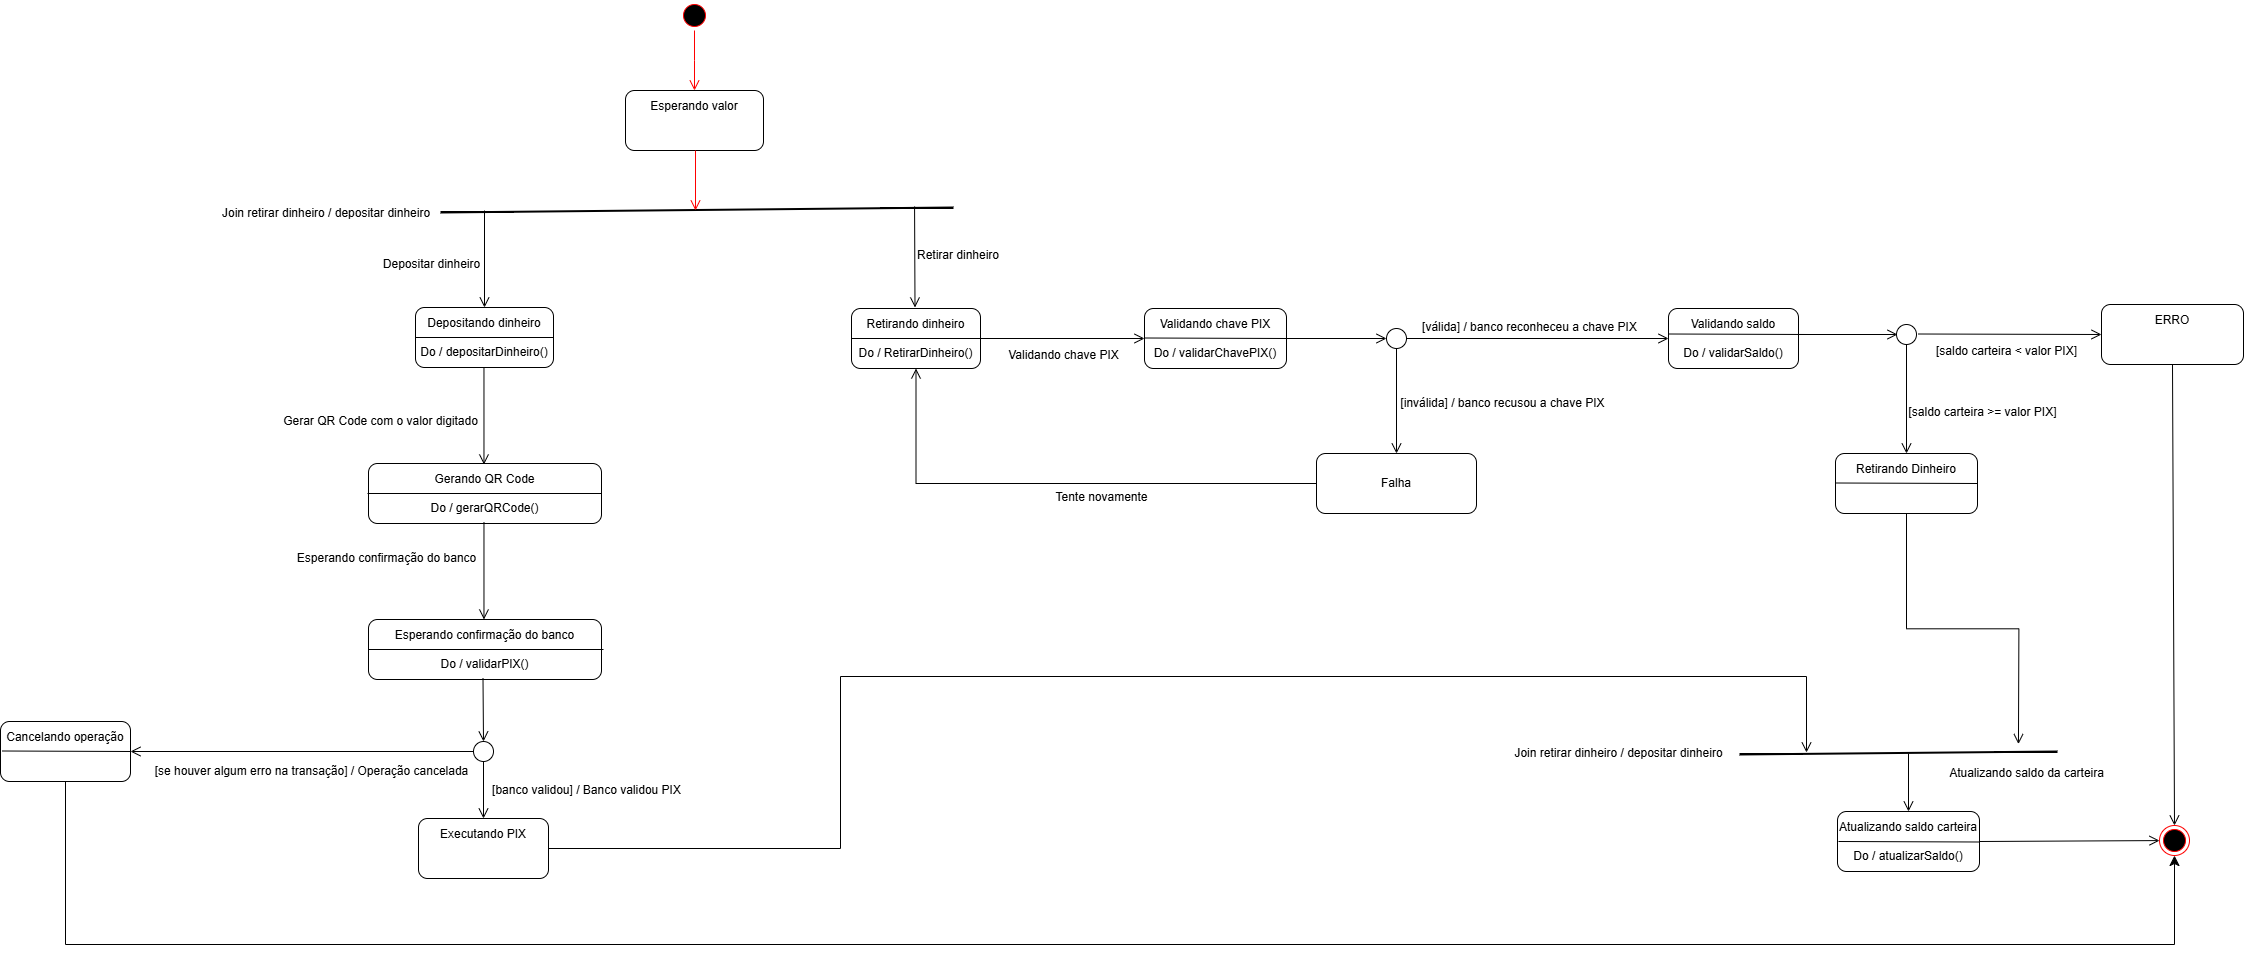 Esperando valor
Join retirar dinheiro / depositar dinheiro
Depositar dinheiro
Retirar dinheiro
Depositando dinheiro
Do / depositarDinheiro()
Retirando dinheiro
Do / RetirarDinheiro()
Validando chave PIX
Validando chave PIX
Do / validarChavePIX()
[válida] / banco reconheceu a chave PIX
Validando saldo
Do / validarSaldo()
[saldo carteira < valor PIX]
ERRO
[inválida] / banco recusou a chave PIX
[saldo carteira >= valor PIX]
Gerar QR Code com o valor digitado
Gerando QR Code
Do / gerarQRCode()
Falha
Tente novamente
Retirando Dinheiro
Esperando confirmação do banco
Esperando confirmação do banco
Do / validarPIX()
Cancelando operação
[se houver algum erro na transação] / Operação cancelada
[banco validou] / Banco validou PIX
Executando PIX
Join retirar dinheiro / depositar dinheiro
Atualizando saldo da carteira
Atualizando saldo carteira
Do / atualizarSaldo()